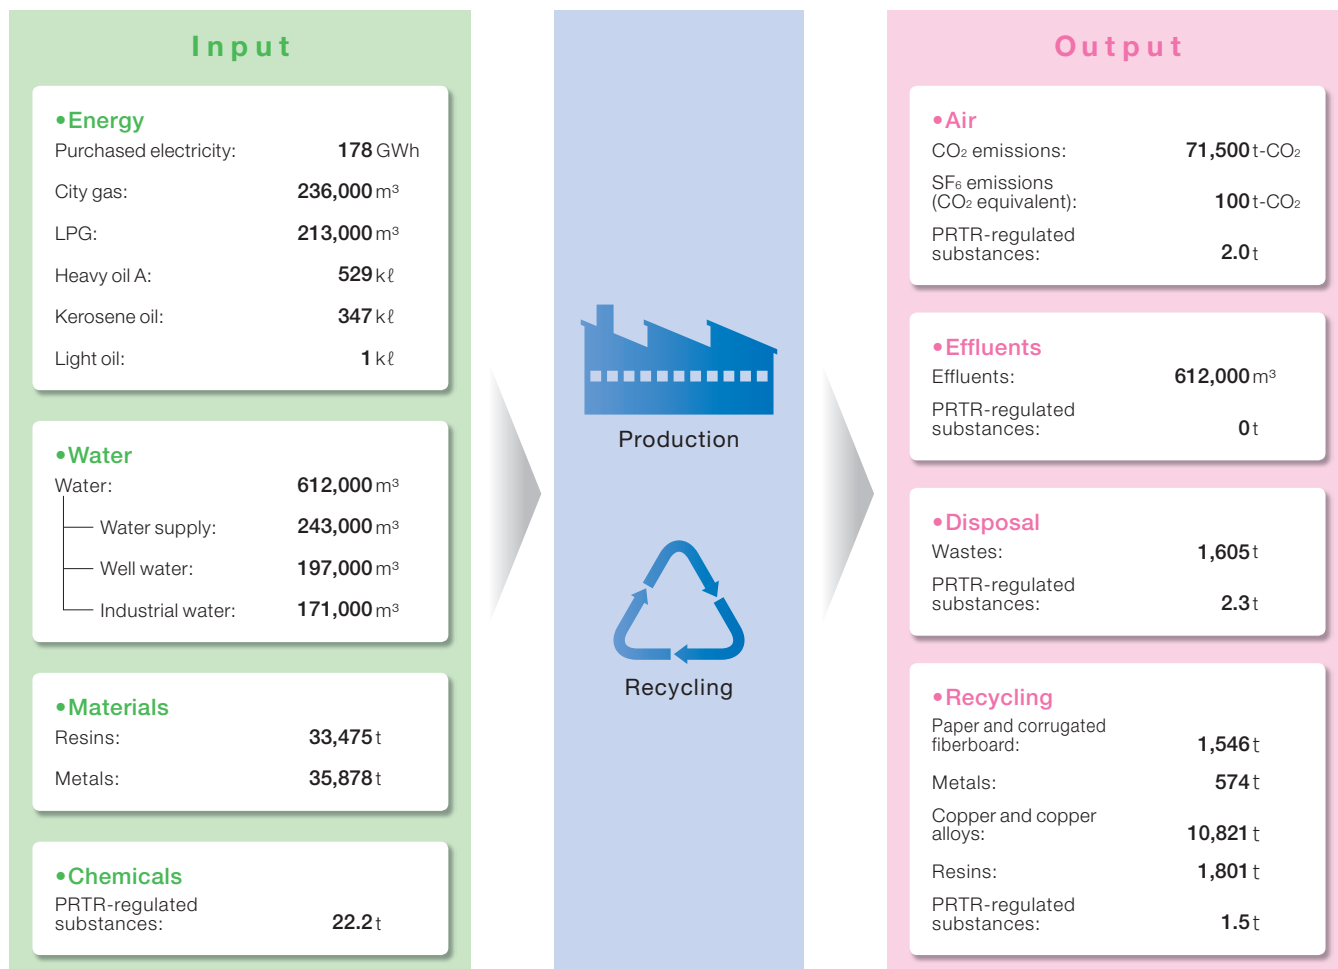 Input
•Energy
Purchased electricity: 178 GWh
City gas: 236,000 m³
LPG: 213,000 m³
Heavy oil A: 529 kℓ
Kerosene oil: 347 kℓ
Light oil: 1 kℓ
•Water
Water: 612,000 m³
Water supply: 243,000 m³
Well water: 197,000 m³
Industrial water: 171,000 m³
•Materials
Resins: 33,475 t
Metals: 35,878 t
•Chemicals
PRTR-regulated
substances: 22.2 t
Production
Recycling
Output
•Air
CO₂ emissions: 71,500 t-CO₂
SF₆ emissions
(CO₂ equivalent): 100 t-CO₂
PRTR-regulated
substances: 2.0 t
•Effluents
Effluents: 612,000 m³
PRTR-regulated
substances: 0 t
•Disposal
Wastes: 1,605 t
PRTR-regulated
substances: 2.3 t
•Recycling
Paper and corrugated
fiberboard: 1,546 t
Metals: 574 t
Copper and copper
alloys: 10,821 t
Resins: 1,801 t
PRTR-regulated
substances: 1.5 t